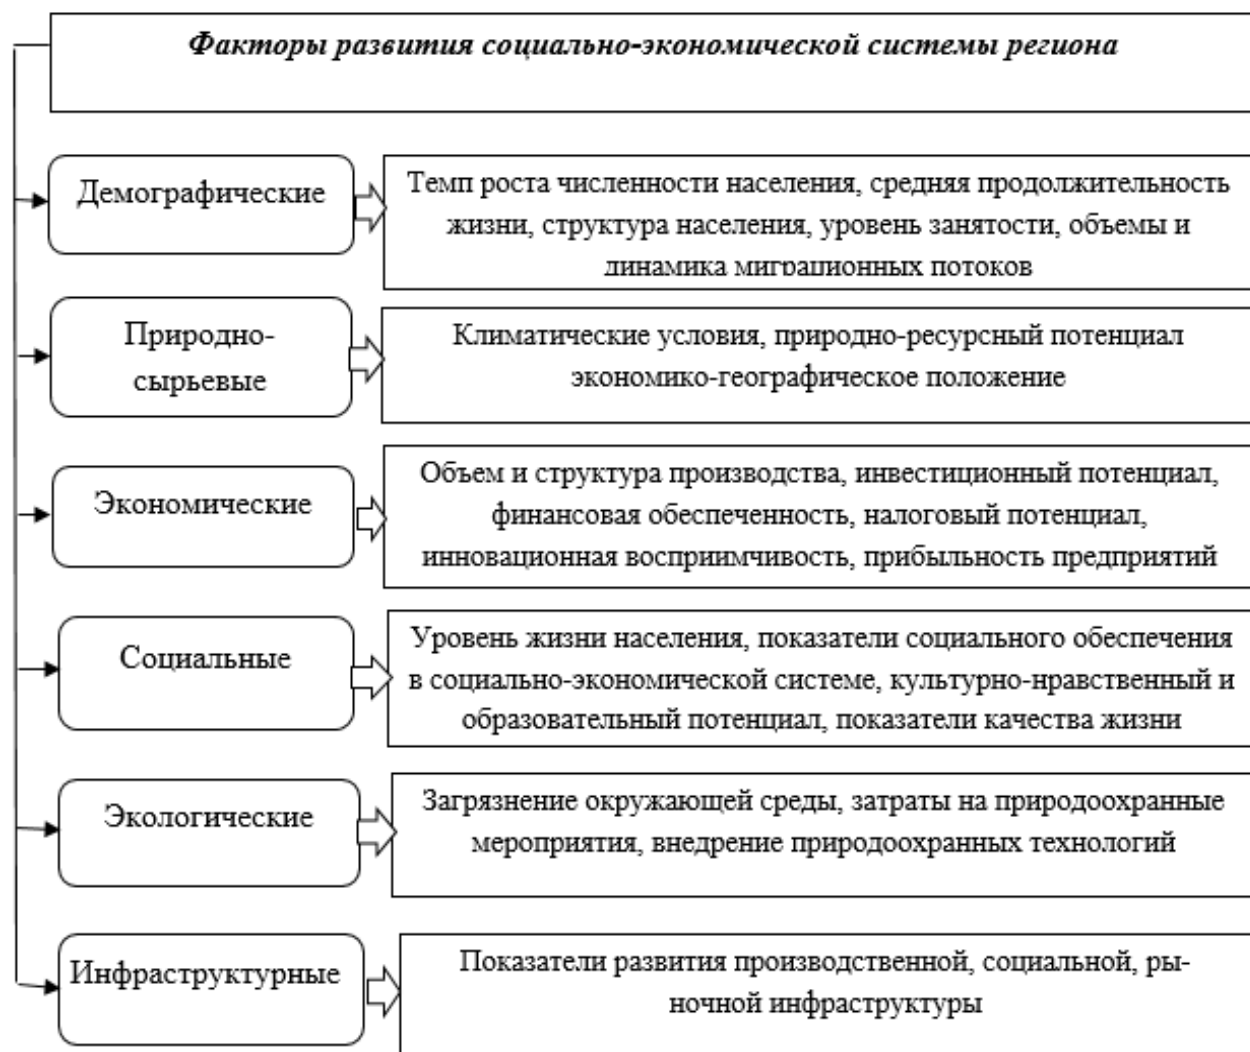 Факторы развития социально-экономической системы региона
Демографические
Темп роста численности населения, средняя продолжительность
жизни, структура населения, уровень занятости, объемы и
динамика миграционных потоков
Природно-
сырьевые
Климатические условия, природно-ресурсный потенциал
экономико-географическое положение
Экономические
Объем и структура производства, инвестиционный потенциал,
финансовая обеспеченность, налоговый потенциал,
инновационная восприимчивость, прибыльность предприятий
Социальные
Уровень жизни населения, показатели социального обеспечения
в социально-экономической системе, культурно-нравственный и
образовательный потенциал, показатели качества жизни
Экологические
Загрязнение окружающей среды, затраты на природоохранные
мероприятия, внедрение природоохранных технологий
Инфраструктурные
Показатели развития производственной, социальной, ры-
ночной инфраструктуры